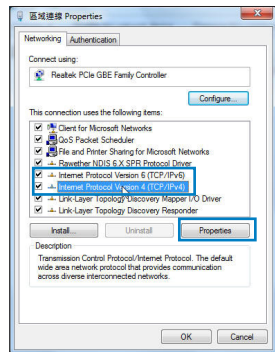 區域連線 Properties
Networking Authentication
Connect using:
Realtek PCIe GBE Family Controller
Configure...
This connection uses the following items:
Client for Microsoft Networks
QoS Packet Scheduler
File and Printer Sharing for Microsoft Networks
Rawether NDIS 6.X SPR Protocol Driver
Internet Protocol Version 6 (TCP/IPv6)
Internet Protocol Version 4 (TCP/IPv4)
Link-Layer Topology Discovery Mapper I/O Driver
Link-Layer Topology Discovery Responder
Install... Uninstall Properties
Description
Transmission Control Protocol/Internet Protocol. The default
wide area network protocol that provides communication
across diverse interconnected networks.
OK Cancel